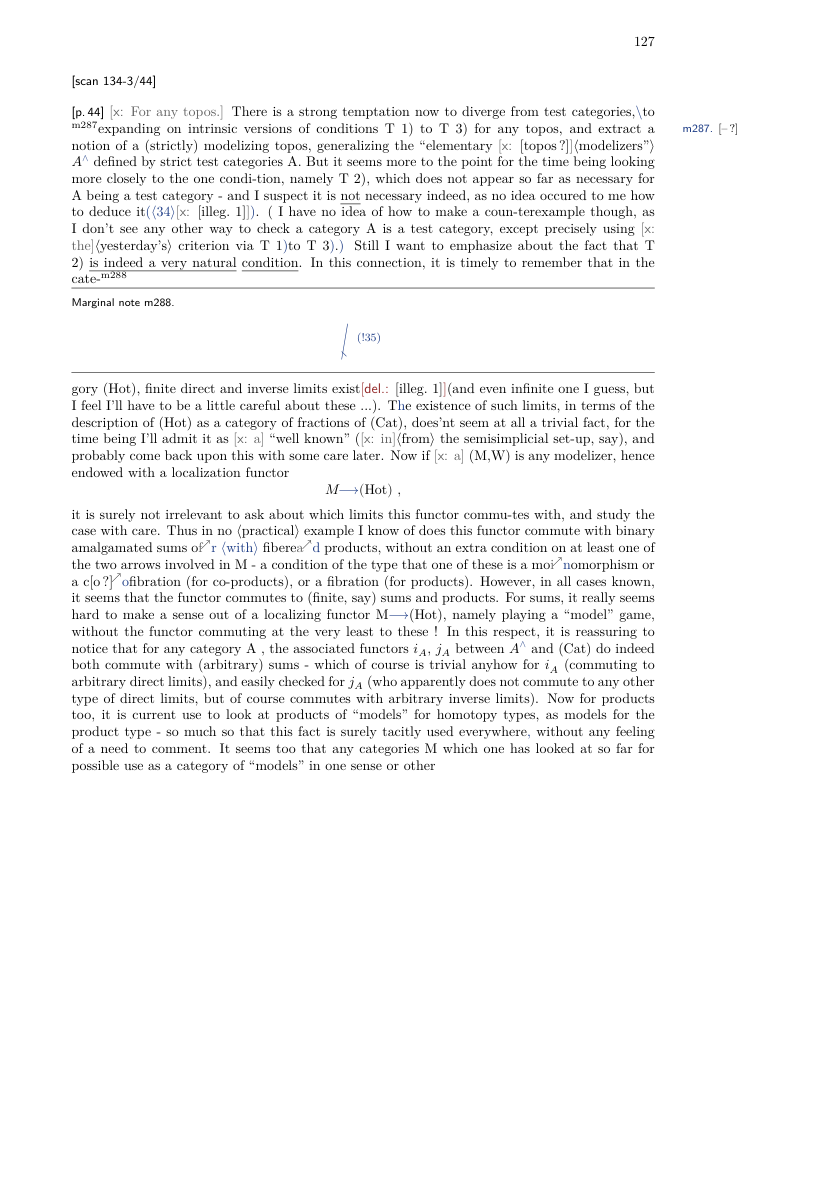 127
[scan 134-3/44]
[p. 44] [x: For any topos.] There is a strong temptation now to diverge from test categories,\to
m287expanding on intrinsic versions of conditions T 1) to T 3) for any topos, and extract a
m287. [– ?]
notion of a (strictly) modelizing topos, generalizing the “elementary [x: [topos ?]]⟨modelizers”⟩
A^ defined by strict test categories A. But it seems more to the point for the time being looking
more closely to the one condi-tion, namely T 2), which does not appear so far as necessary for
A being a test category - and I suspect it is not necessary indeed, as no idea occured to me how
to deduce it(⟨34⟩[x: [illeg. 1]]). ( I have no idea of how to make a coun-terexample though, as
I don’t see any other way to check a category A is a test category, except precisely using [x:
the]⟨yesterday’s⟩ criterion via T 1)to T 3).) Still I want to emphasize about the fact that T
2) is indeed a very natural condition. In this connection, it is timely to remember that in the
cate-m288
Marginal note m288.
(!35)
gory (Hot), finite direct and inverse limits exist[del.: [illeg. 1]](and even infinite one I guess, but
I feel I’ll have to be a little careful about these ...). The existence of such limits, in terms of the
description of (Hot) as a category of fractions of (Cat), does’nt seem at all a trivial fact, for the
time being I’ll admit it as [x: a] “well known” ([x: in]⟨from⟩ the semisimplicial set-up, say), and
probably come back upon this with some care later. Now if [x: a] (M,W) is any modelizer, hence
endowed with a localization functor
M⟶(Hot) ,
it is surely not irrelevant to ask about which limits this functor commu-tes with, and study the
case with care. Thus in no ⟨practical⟩ example I know of does this functor commute with binary
amalgamated sums of↗r ⟨with⟩ fiberea↗d products, without an extra condition on at least one of
the two arrows involved in M - a condition of the type that one of these is a moi↗nomorphism or
a c[o ?]↗ofibration (for co-products), or a fibration (for products). However, in all cases known,
it seems that the functor commutes to (finite, say) sums and products. For sums, it really seems
hard to make a sense out of a localizing functor M⟶(Hot), namely playing a “model” game,
without the functor commuting at the very least to these ! In this respect, it is reassuring to
notice that for any category A , the associated functors i_A, j_A between A^ and (Cat) do indeed
both commute with (arbitrary) sums - which of course is trivial anyhow for i_A (commuting to
arbitrary direct limits), and easily checked for j_A (who apparently does not commute to any other
type of direct limits, but of course commutes with arbitrary inverse limits). Now for products
too, it is current use to look at products of “models” for homotopy types, as models for the
product type - so much so that this fact is surely tacitly used everywhere, without any feeling
of a need to comment. It seems too that any categories M which one has looked at so far for
possible use as a category of “models” in one sense or other